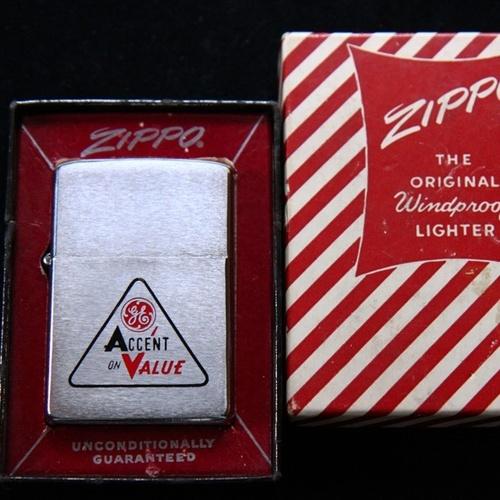 ZIPPO
GE
ACCENT
ON VALUE
UNCONDITIONALLY
GUARANTEED
ZIPPO
THE
ORIGINAL
Windproof
LIGHTER